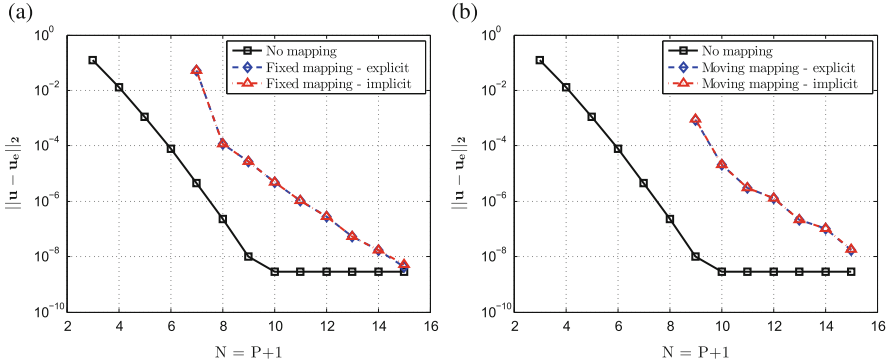 (a)
||u − u_e||_2
10^0
10^−2
10^−4
10^−6
10^−8
10^−10
No mapping
Fixed mapping - explicit
Fixed mapping - implicit
2 4 6 8 10 12 14 16
N = P+1
(b)
||u − u_e||_2
10^0
10^−2
10^−4
10^−6
10^−8
10^−10
No mapping
Moving mapping - explicit
Moving mapping - implicit
2 4 6 8 10 12 14 16
N = P+1